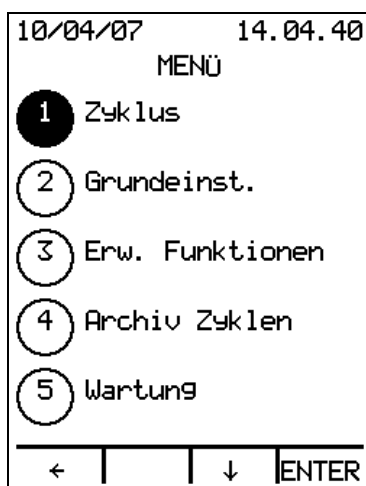 10/04/07 14.04.40
MENÜ
1 Zyklus
2 Grundeinst.
3 Erw. Funktionen
4 Archiv Zyklen
5 Wartung
← ↓ ENTER